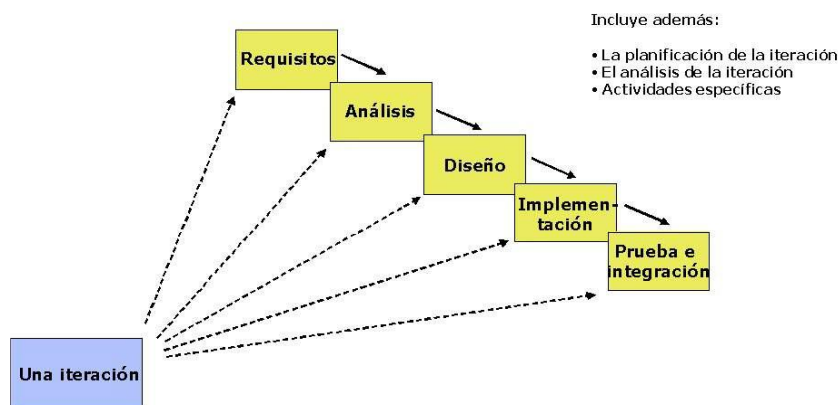 Incluye además:
• La planificación de la iteración
• El análisis de la iteración
• Actividades específicas
Requisitos
Análisis
Diseño
Implemen-
tación
Prueba e
integración
Una iteración